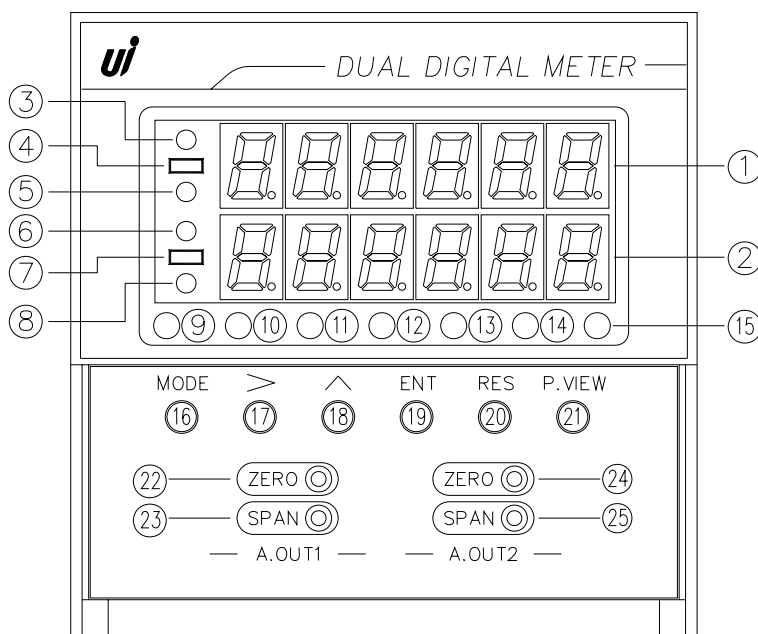 ui
DUAL DIGITAL METER
3
4
5
6
7
8
1
2
9 10 11 12 13 14 15
MODE > ^ ENT RES P.VIEW
16 17 18 19 20 21
22 ZERO ZERO 24
23 SPAN SPAN 25
A.OUT1 A.OUT2